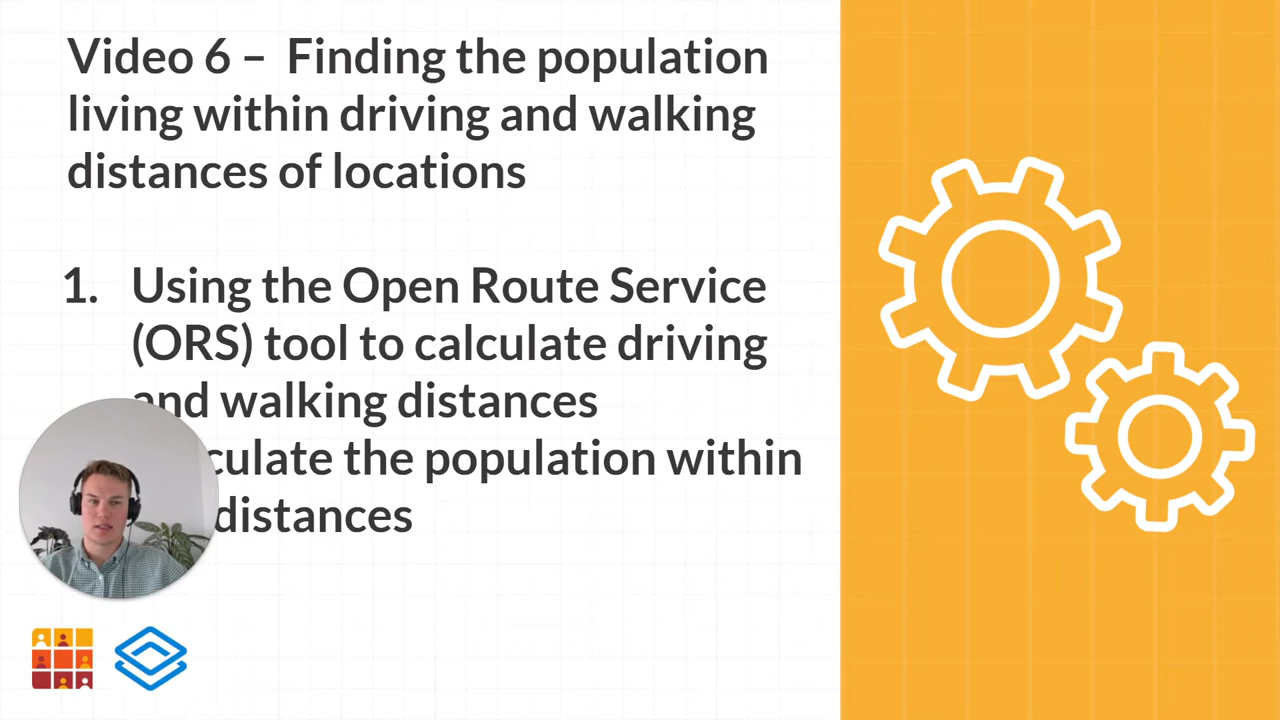 Video 6 – Finding the population
living within driving and walking
distances of locations
1. Using the Open Route Service
(ORS) tool to calculate driving
and walking distances
culate the population within
distances